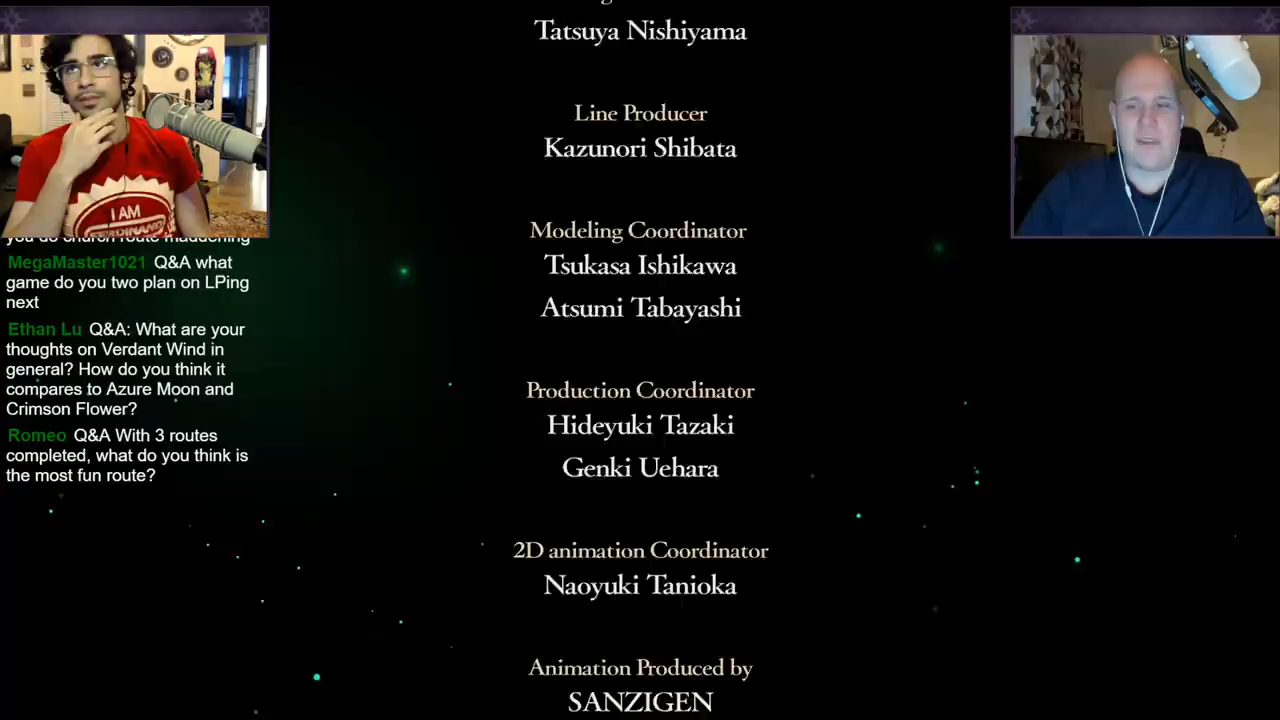 Tatsuya Nishiyama
Line Producer
Kazunori Shibata
Modeling Coordinator
Tsukasa Ishikawa
Atsumi Tabayashi
Production Coordinator
Hideyuki Tazaki
Genki Uehara
2D animation Coordinator
Naoyuki Tanioka
Animation Produced by
SANZIGEN
I AM
FERDINAND
you do church route maddening
MegaMaster1021 Q&A what
game do you two plan on LPing
next
Ethan Lu Q&A: What are your
thoughts on Verdant Wind in
general? How do you think it
compares to Azure Moon and
Crimson Flower?
Romeo Q&A With 3 routes
completed, what do you think is
the most fun route?